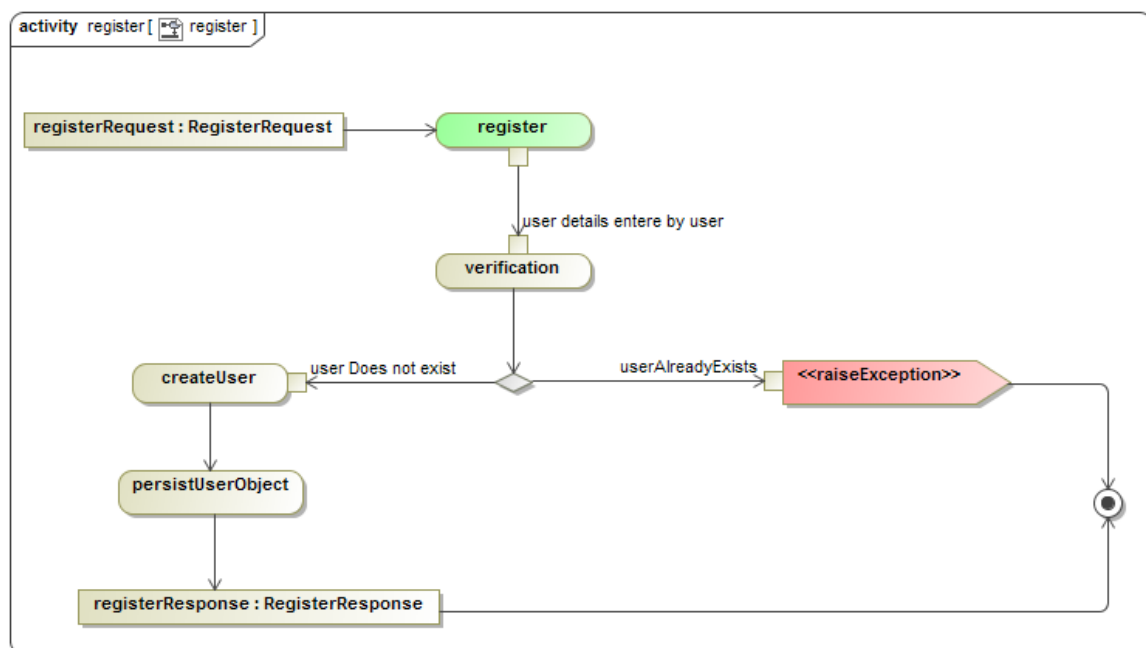 activity register [ register ]
registerRequest : RegisterRequest
register
user details entere by user
verification
user Does not exist
userAlreadyExists
createUser
<<raiseException>>
persistUserObject
registerResponse : RegisterResponse